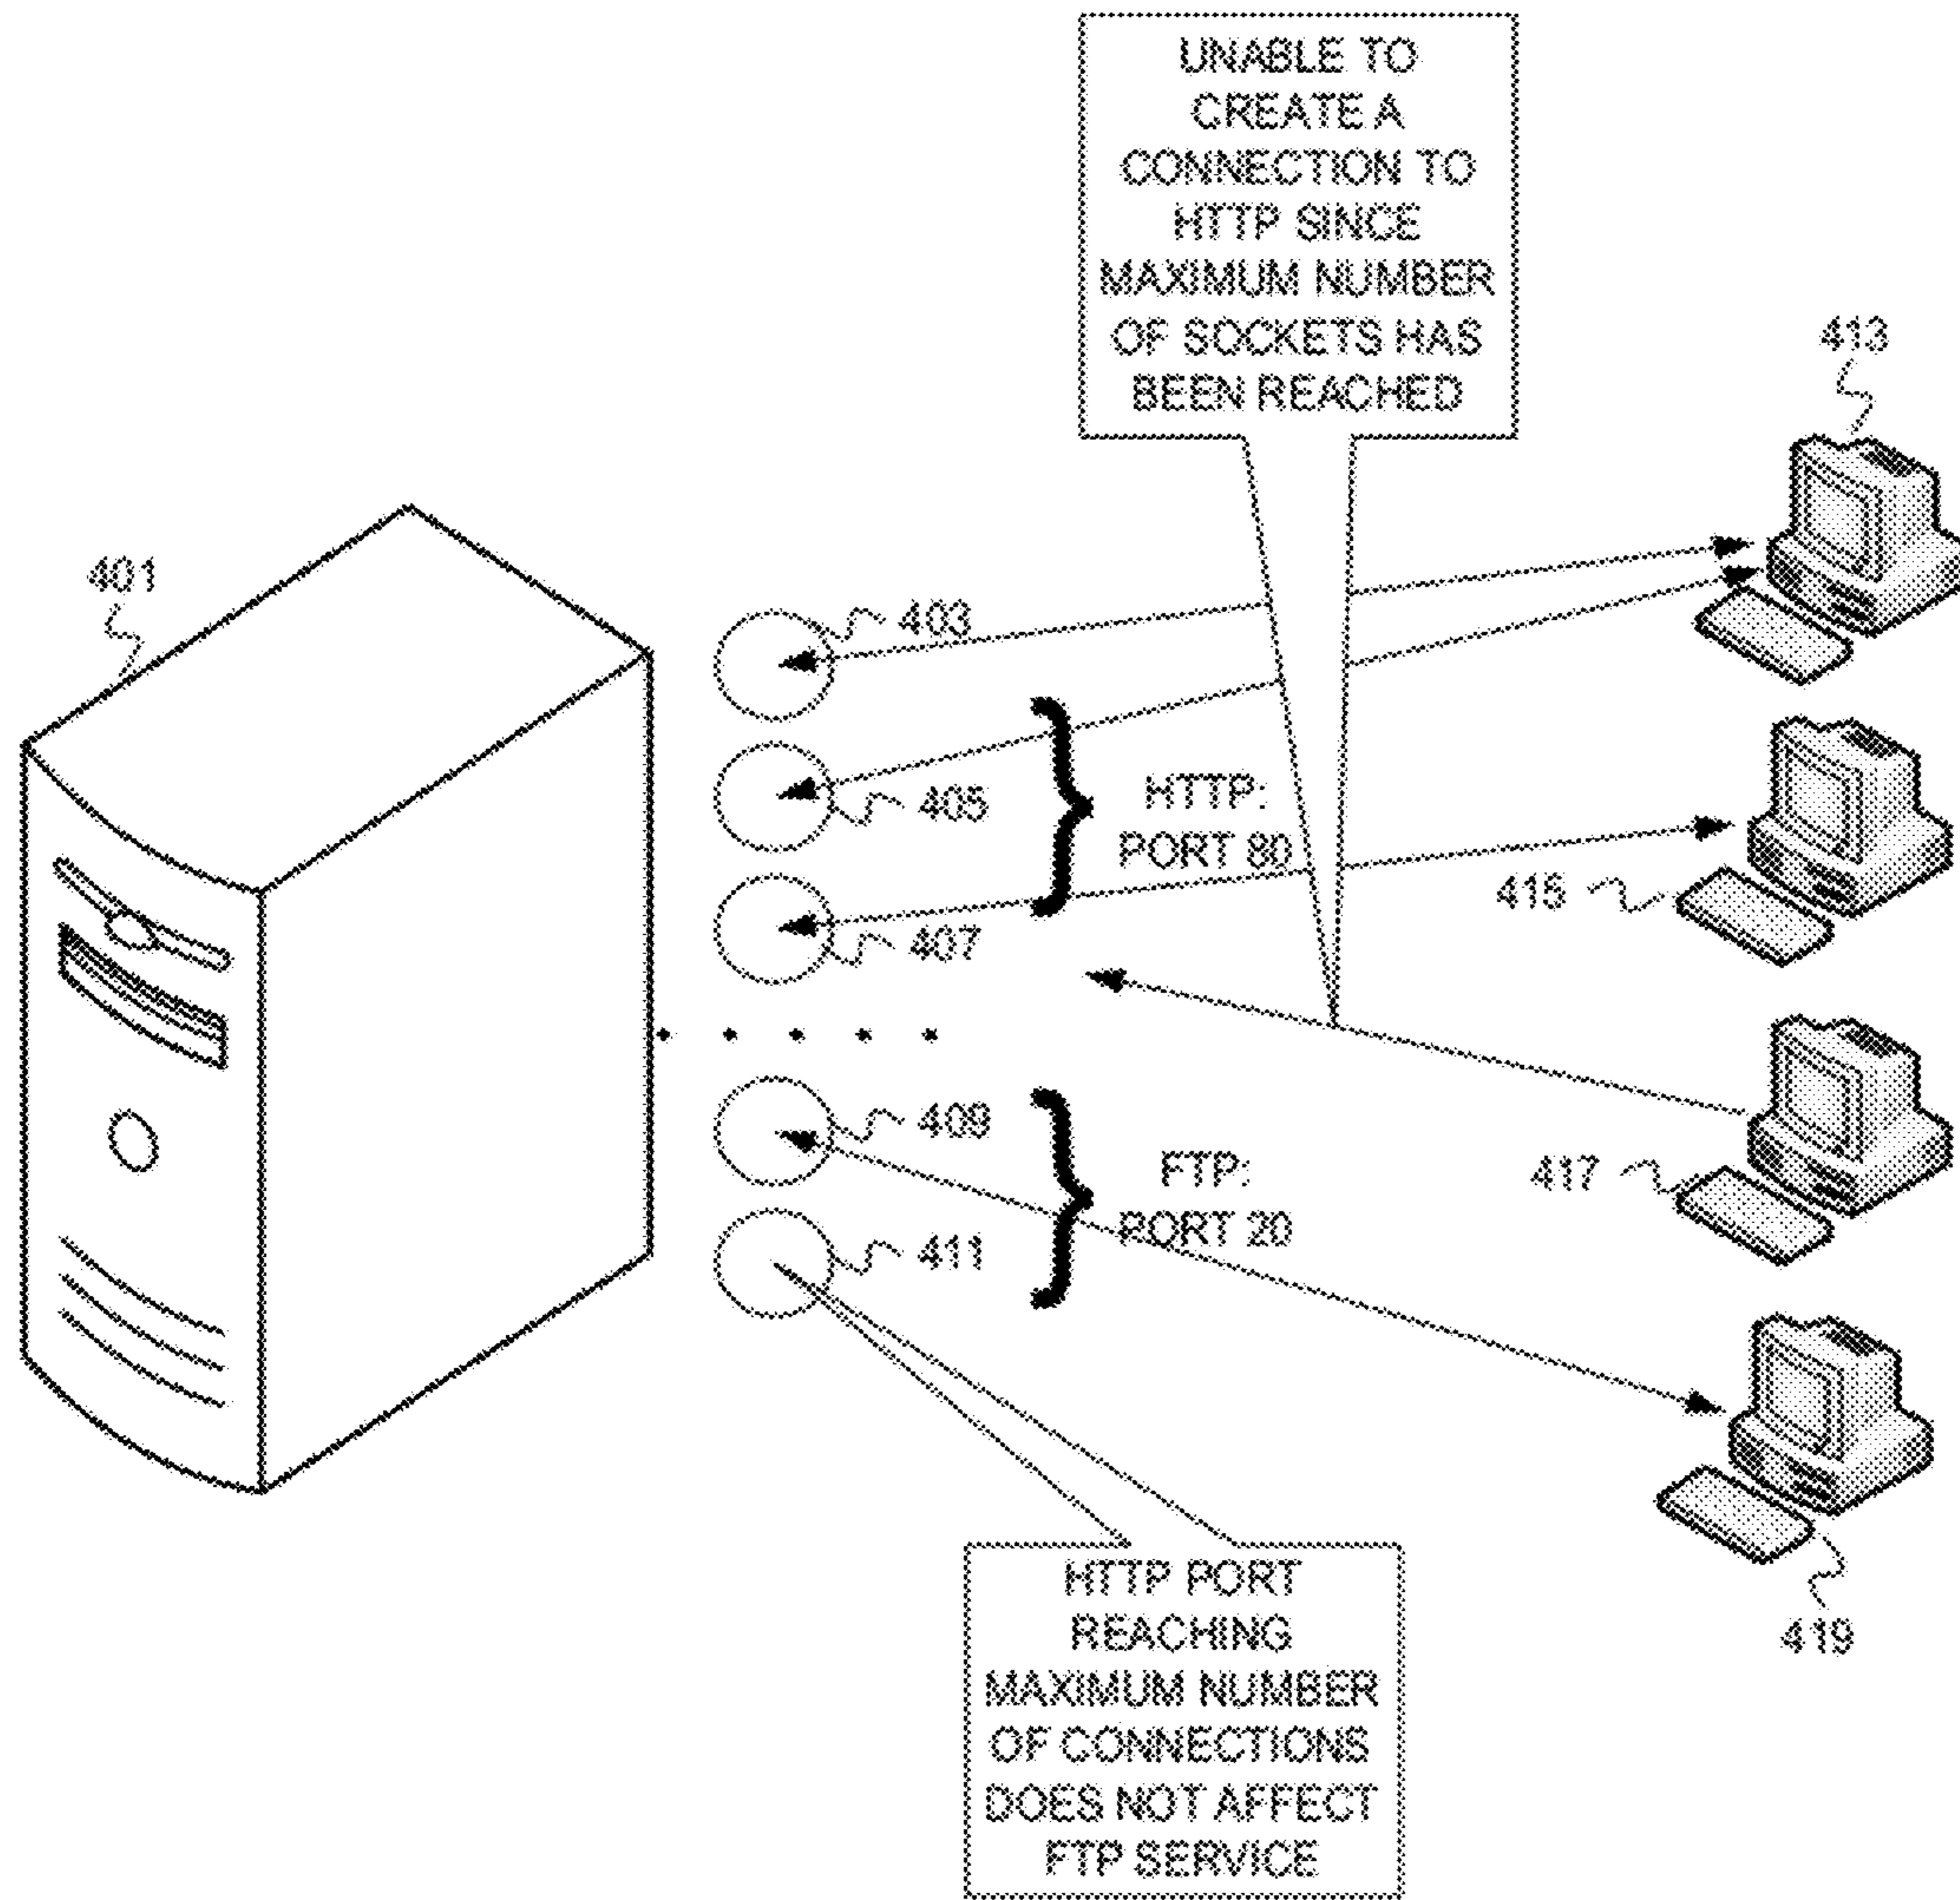 UNABLE TO
CREATE A
CONNECTION TO
HTTP SINCE
MAXIMUM NUMBER
OF SOCKETS HAS
BEEN REACHED
413
401
403
405
HTTP:
PORT 80
415
407
409
FTP:
PORT 20
417
411
HTTP PORT
REACHING
MAXIMUM NUMBER
OF CONNECTIONS
DOES NOT AFFECT
FTP SERVICE
419